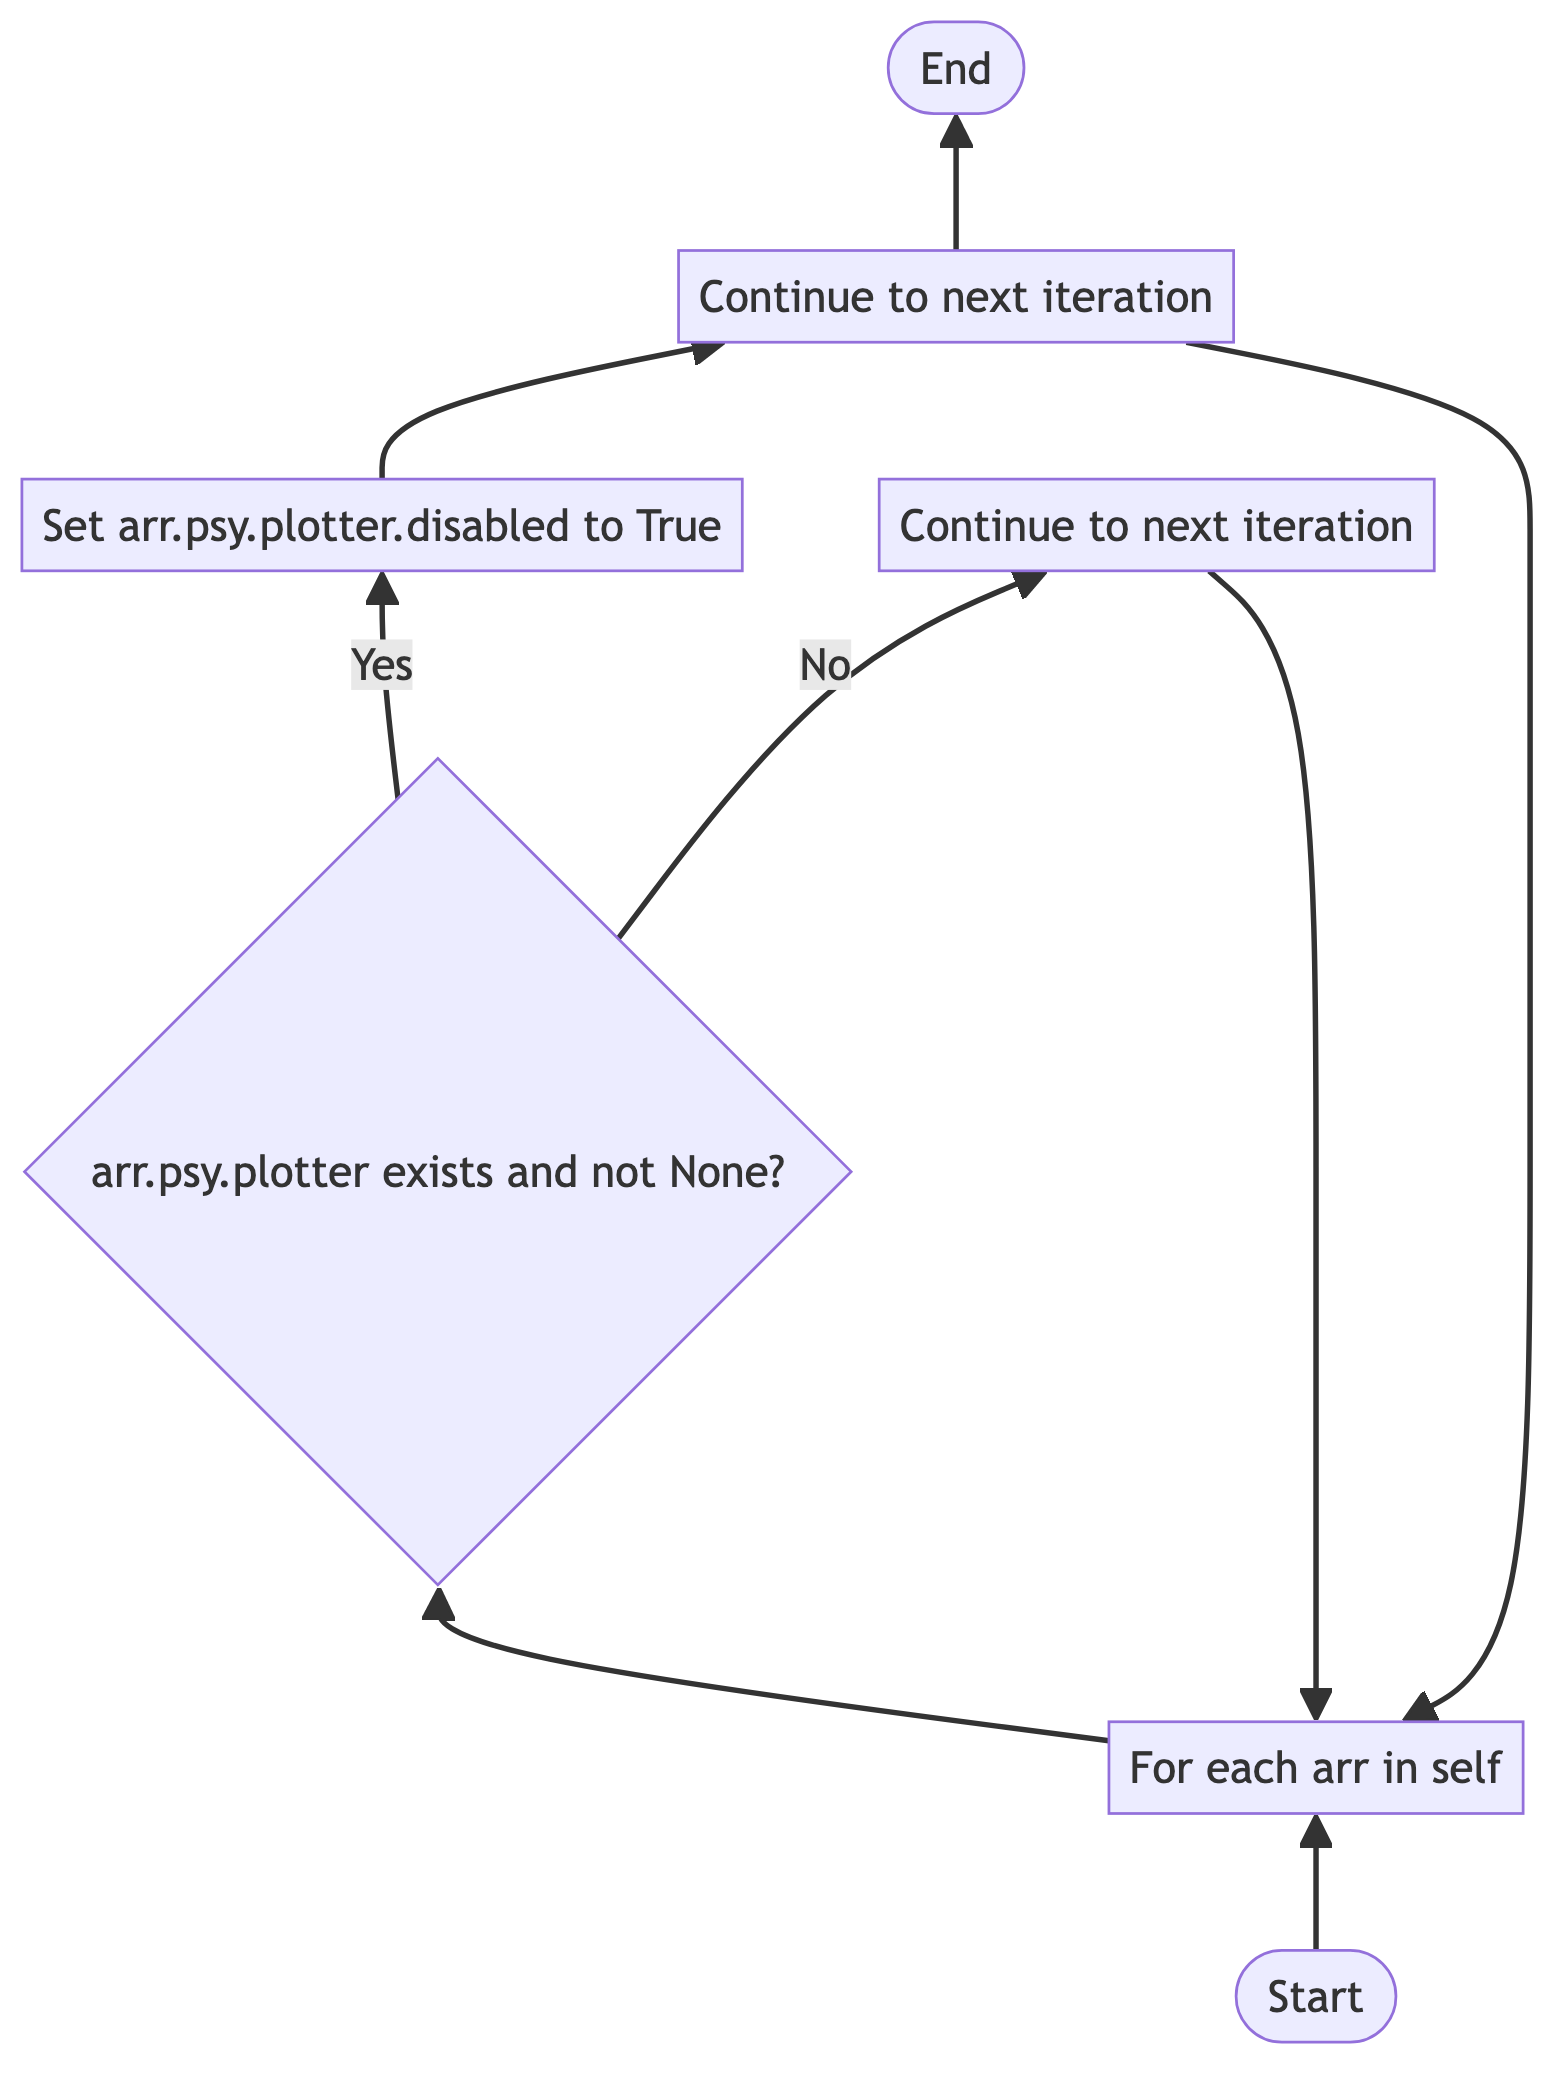 End
Continue to next iteration
Set arr.psy.plotter.disabled to True
Continue to next iteration
Yes
No
arr.psy.plotter exists and not None?
For each arr in self
Start